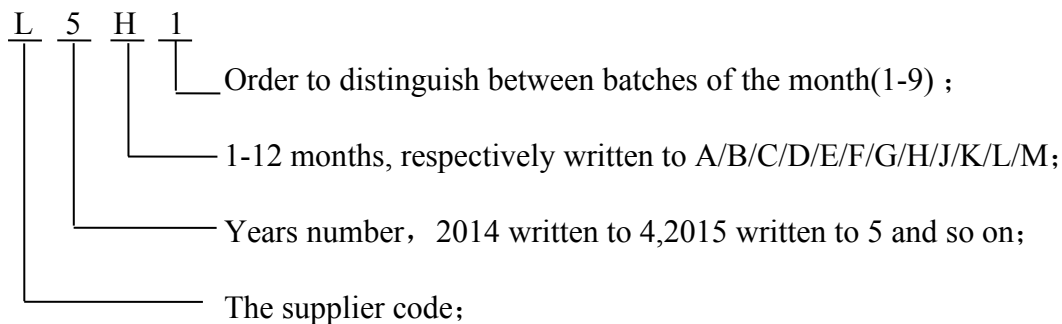 L 5 H 1
Order to distinguish between batches of the month(1-9) ；
1-12 months, respectively written to A/B/C/D/E/F/G/H/J/K/L/M；
Years number， 2014 written to 4,2015 written to 5 and so on；
The supplier code；